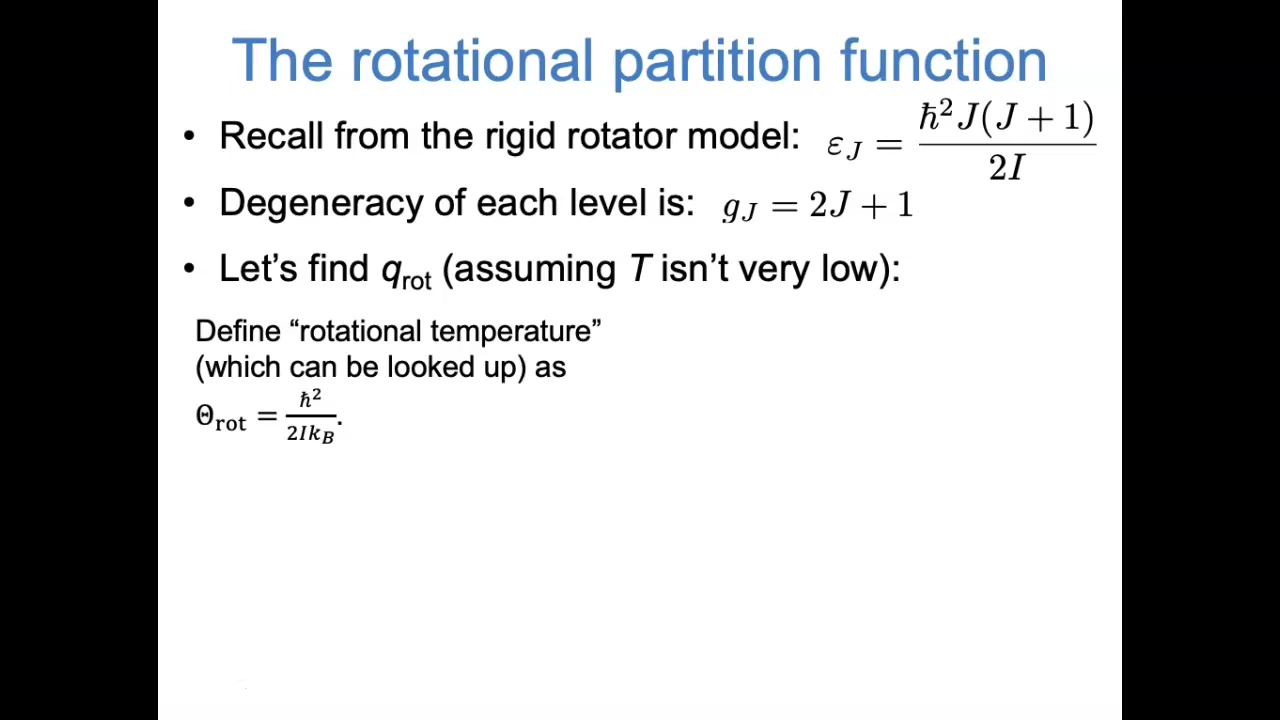 The rotational partition function
• Recall from the rigid rotator model: ε_J = ħ²J(J + 1) / 2I
• Degeneracy of each level is: g_J = 2J + 1
• Let’s find q_rot (assuming T isn’t very low):
Define “rotational temperature”
(which can be looked up) as
Θ_rot = ħ² / 2Ik_B.